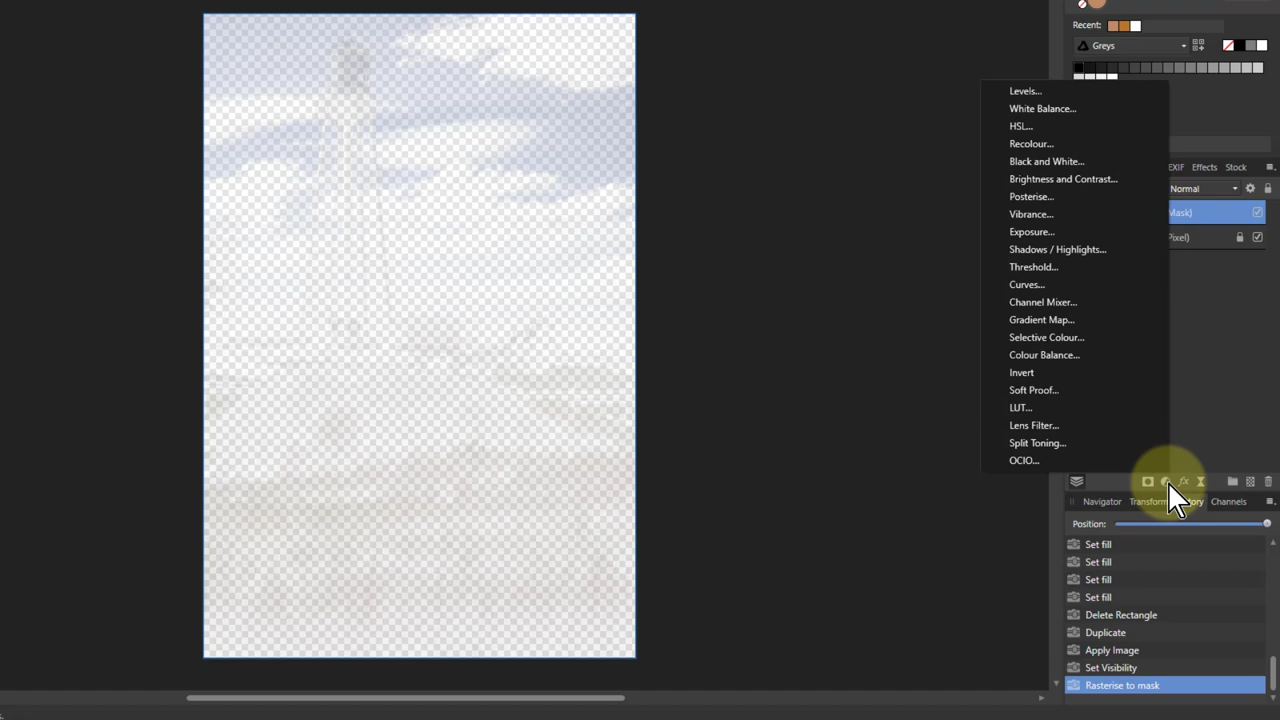 Recent:
Greys
Levels...
White Balance...
HSL...
Recolour...
Black and White...
Brightness and Contrast...
Posterise...
Vibrance...
Exposure...
Shadows / Highlights...
Threshold...
Curves...
Channel Mixer...
Gradient Map...
Selective Colour...
Colour Balance...
Invert
Soft Proof...
LUT...
Lens Filter...
Split Toning...
OCIO...
EXIF Effects Stock
Normal
Mask)
Pixel)
fx
Navigator Transform Channels
Position:
Set fill
Set fill
Set fill
Set fill
Delete Rectangle
Duplicate
Apply Image
Set Visibility
Rasterise to mask